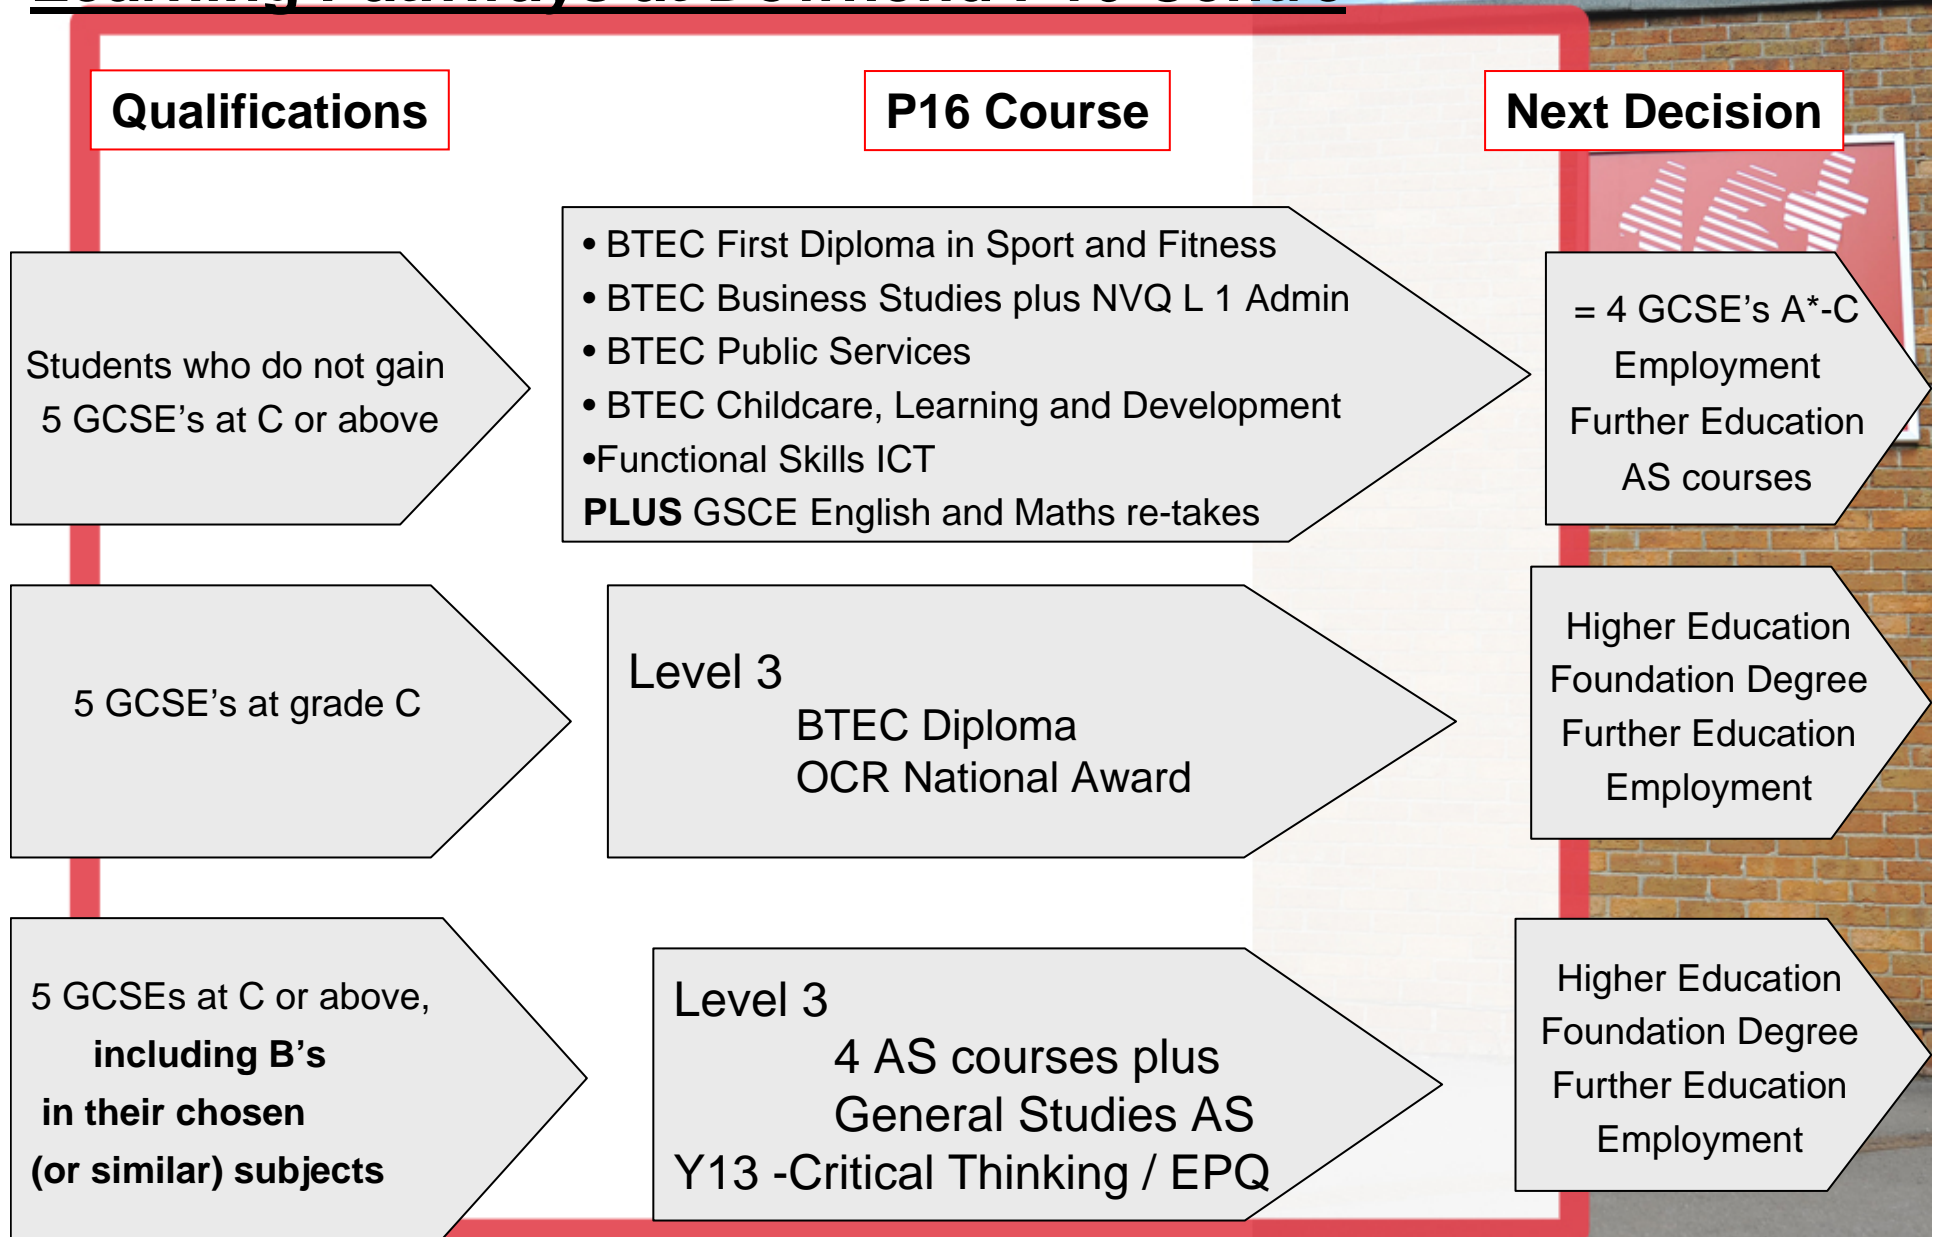 Learning Pathways at
Qualifications
P16 Course
Next Decision
Students who do not gain
5 GCSE’s at C or above
• BTEC First Diploma in Sport and Fitness
• BTEC Business Studies plus NVQ L 1 Admin
• BTEC Public Services
• BTEC Childcare, Learning and Development
•Functional Skills ICT
PLUS GSCE English and Maths re-takes
= 4 GCSE’s A*-C
Employment
Further Education
AS courses
5 GCSE’s at grade C
Level 3
BTEC Diploma
OCR National Award
Higher Education
Foundation Degree
Further Education
Employment
5 GCSEs at C or above,
including B’s
in their chosen
(or similar) subjects
Level 3
4 AS courses plus
General Studies AS
Y13 -Critical Thinking / EPQ
Higher Education
Foundation Degree
Further Education
Employment